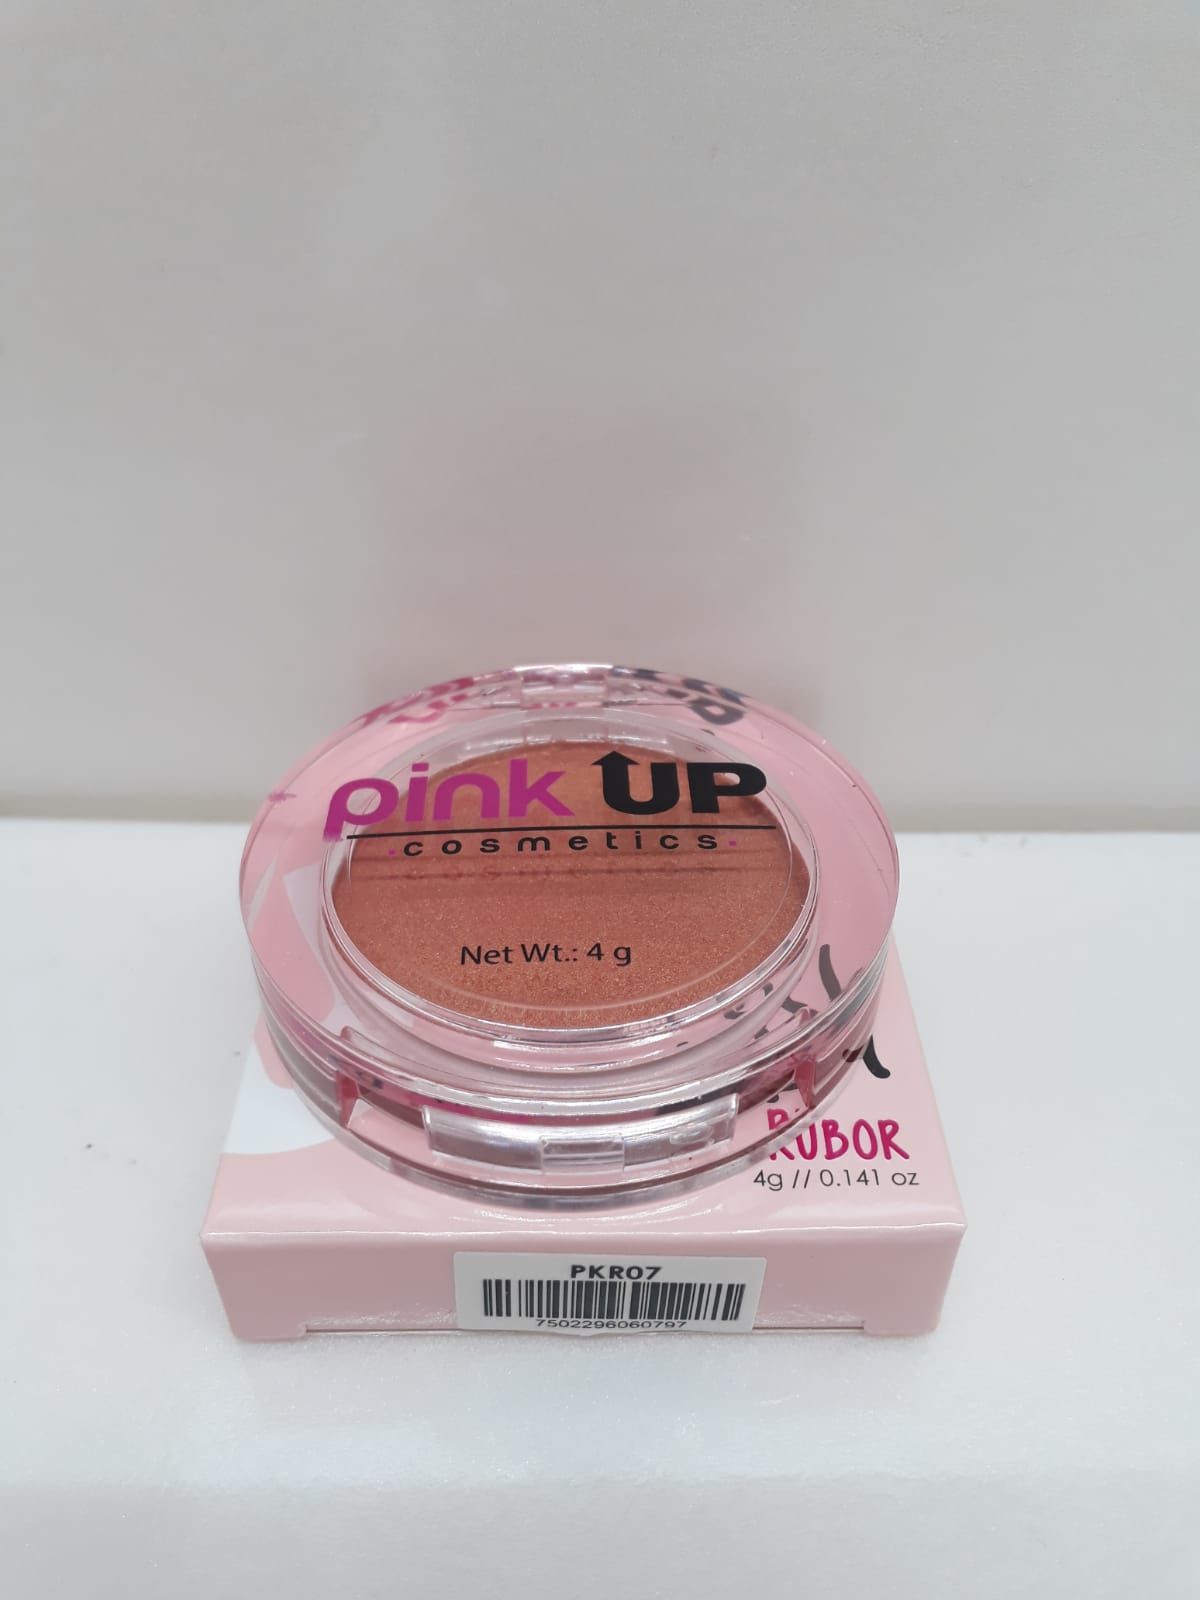 pink UP
.cosmetics.
Net Wt.: 4 g
RUBOR
4g // 0.141 oz
PKR07
7502296060797